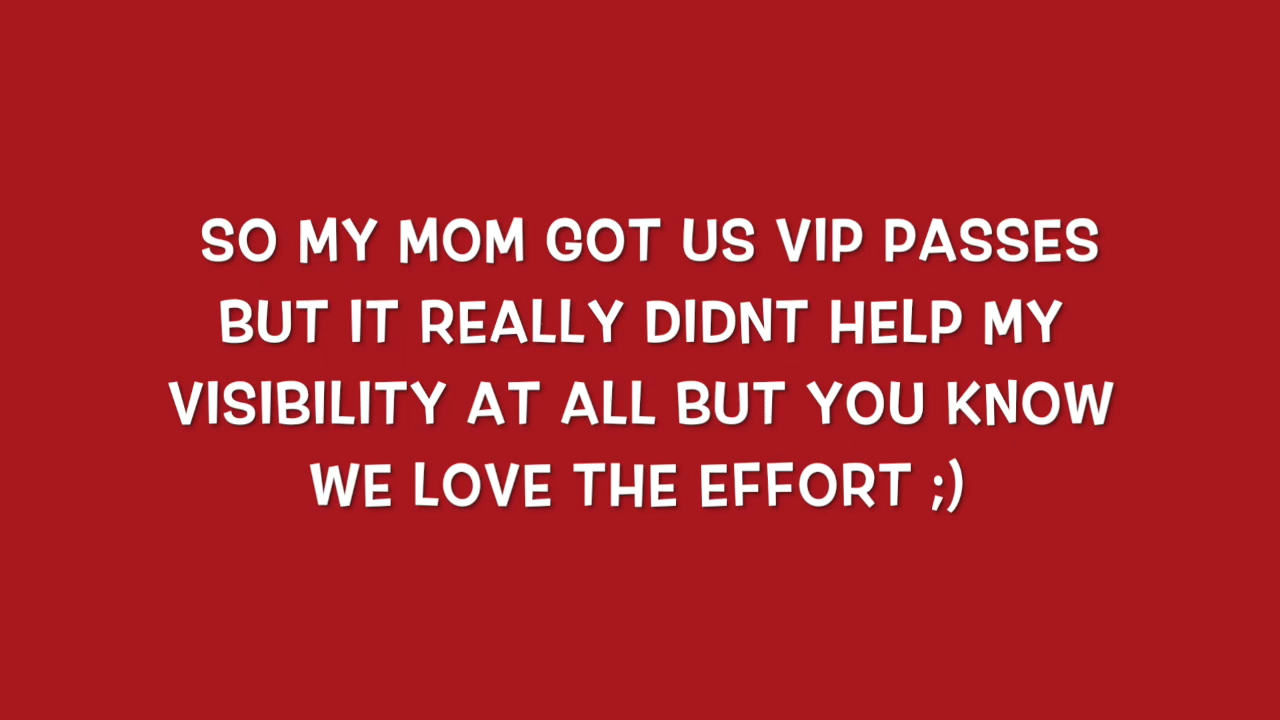 SO MY MOM GOT US VIP PASSES
BUT IT REALLY DIDNT HELP MY
VISIBILITY AT ALL BUT YOU KNOW
WE LOVE THE EFFORT ;)